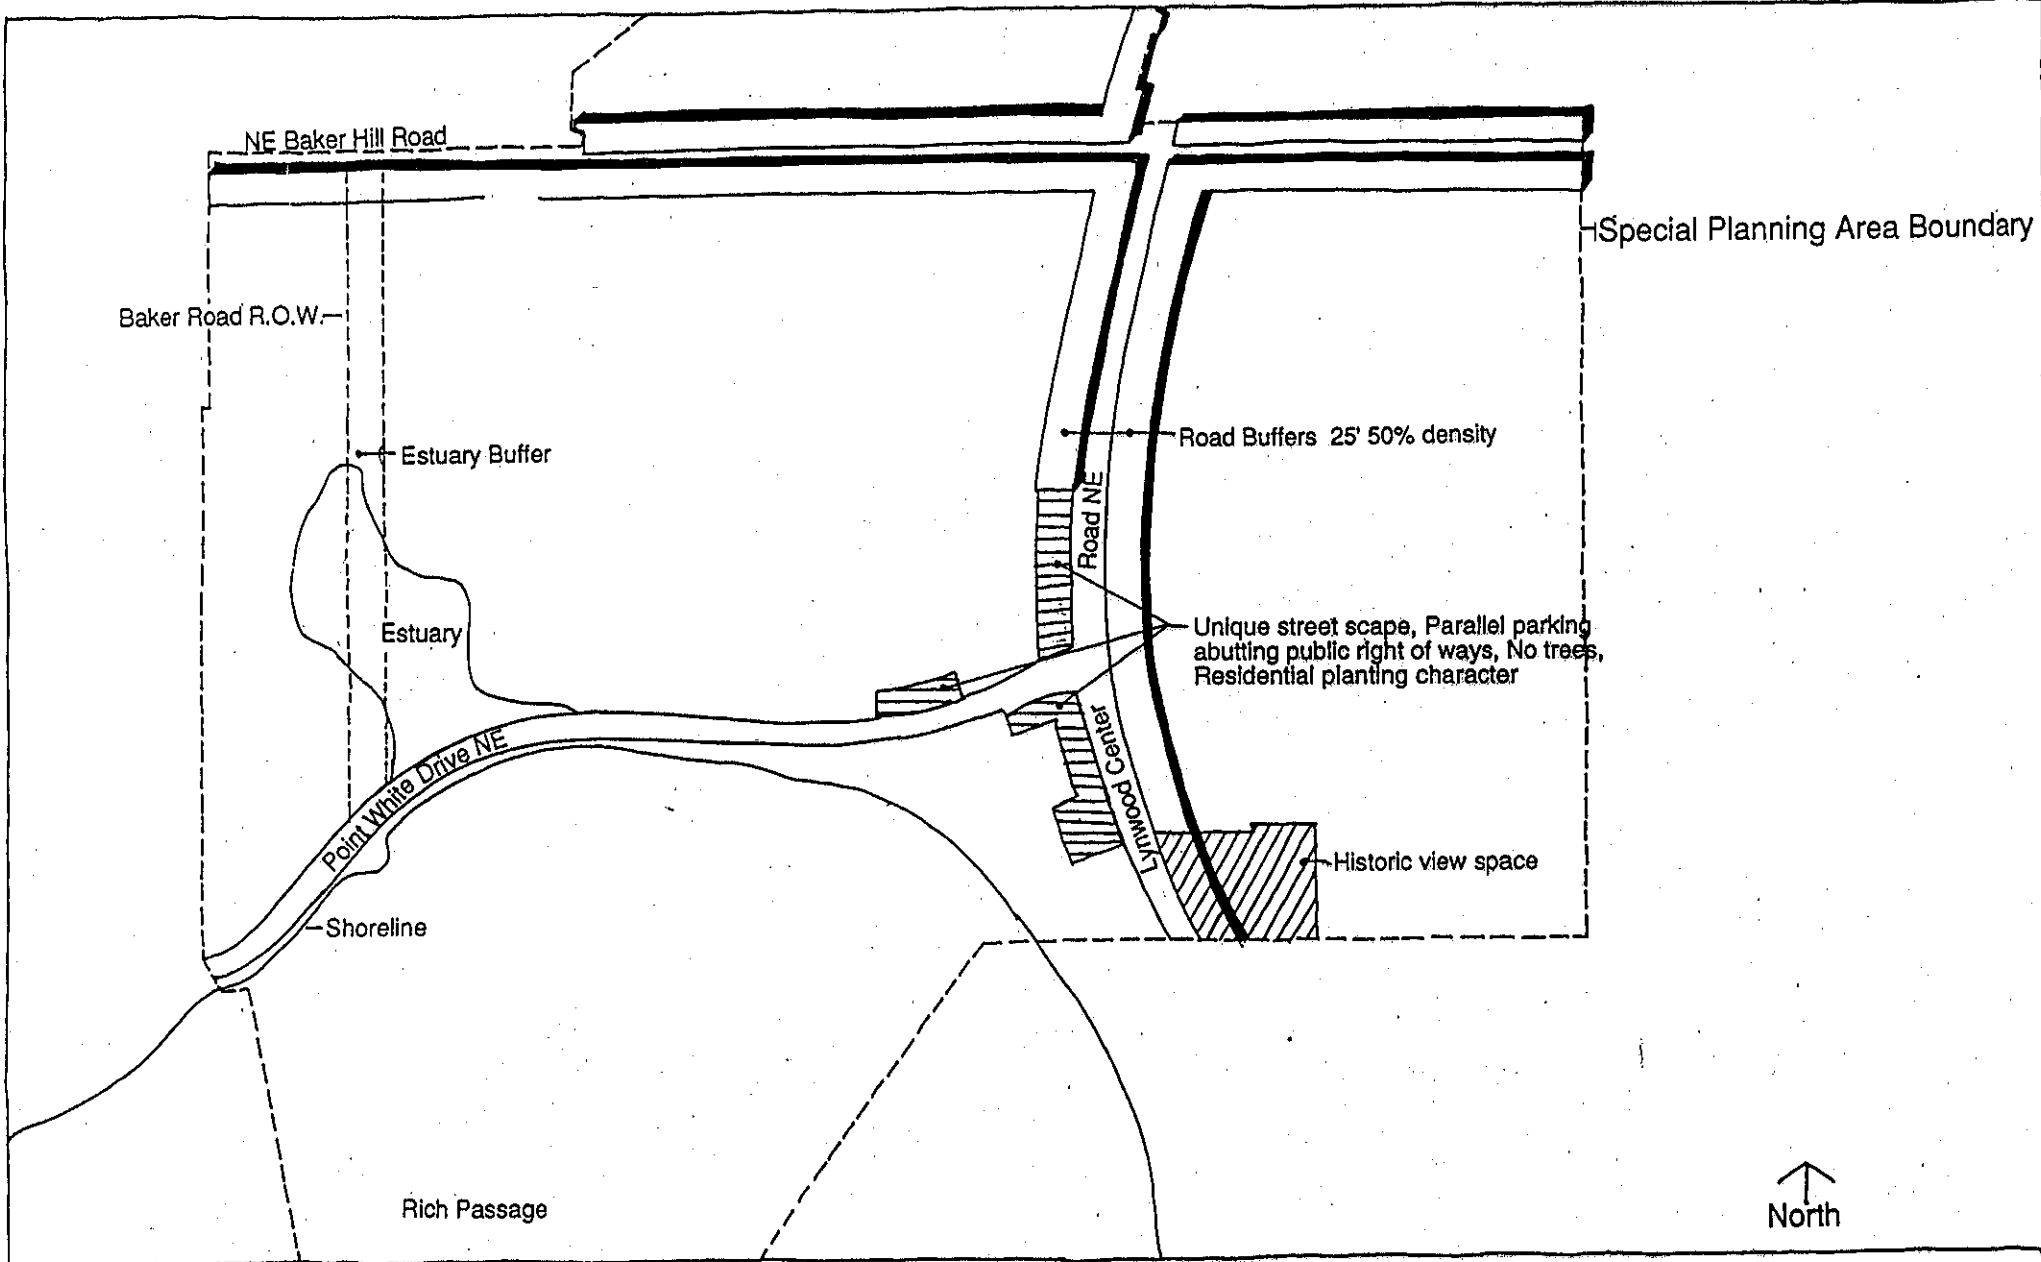 NE Baker Hill Road
Special Planning Area Boundary
Baker Road R.O.W.
Road Buffers 25' 50% density
Estuary Buffer
Road NE
Estuary
Unique street scape, Parallel parking
abutting public right of ways, No trees,
Residential planting character
Lynwood Center
Point White Drive NE
Historic view space
Shoreline
Rich Passage
North